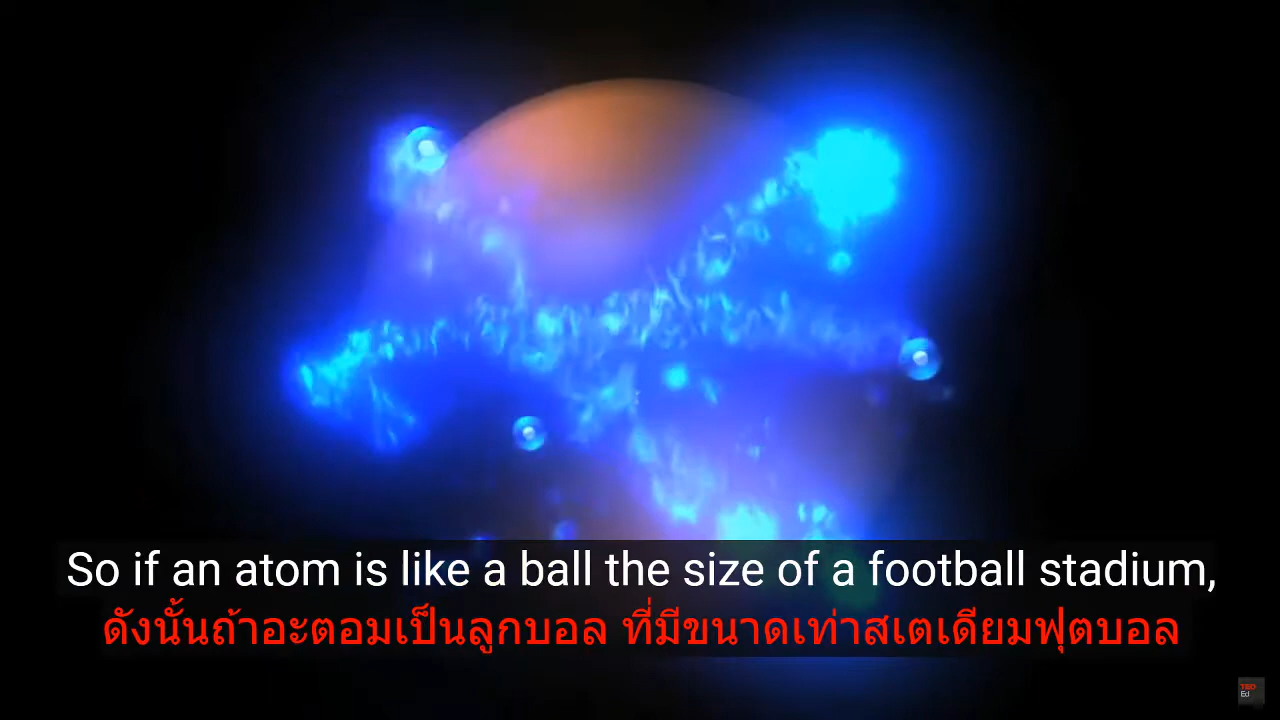 So if an atom is like a ball the size of a football stadium,
ดังนั้นถ้าอะตอมเป็นลูกบอล ที่มีขนาดเท่าสเตเดียมฟุตบอล
TED
Ed